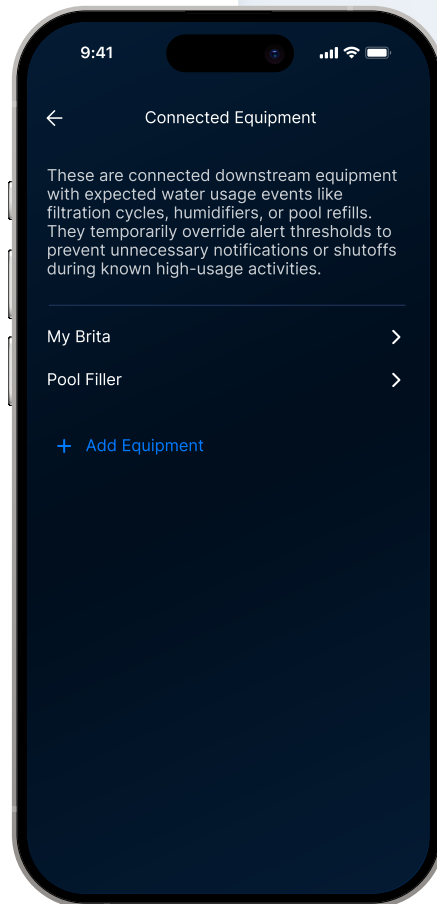 9:41
Connected Equipment
These are connected downstream equipment
with expected water usage events like
filtration cycles, humidifiers, or pool refills.
They temporarily override alert thresholds to
prevent unnecessary notifications or shutoffs
during known high-usage activities.
My Brita
Pool Filler
+ Add Equipment